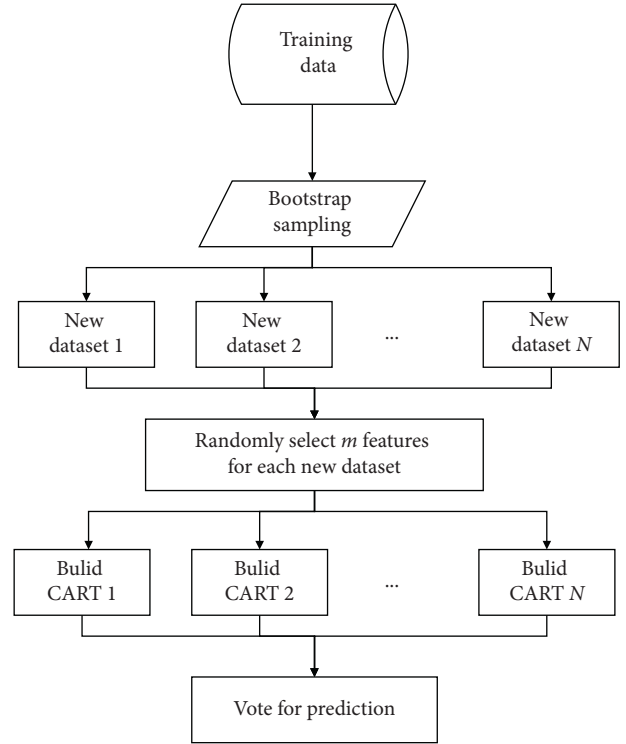 Training
data
Bootstrap
sampling
New
dataset 1
New
dataset 2
...
New
dataset N
Randomly select m features
for each new dataset
Bulid
CART 1
Bulid
CART 2
...
Bulid
CART N
Vote for prediction